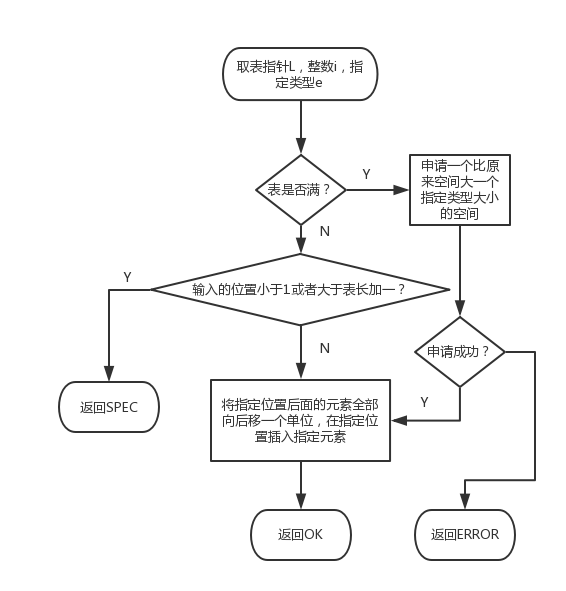 取表指针L，整数i，指
定类型e
表是否满？
Y
申请一个比原
来空间大一个
指定类型大小
的空间
N
Y
输入的位置小于1或者大于表长加一？
N
申请成功？
Y
返回SPEC
将指定位置后面的元素全部
向后移一个单位，在指定位
置插入指定元素
返回OK
返回ERROR